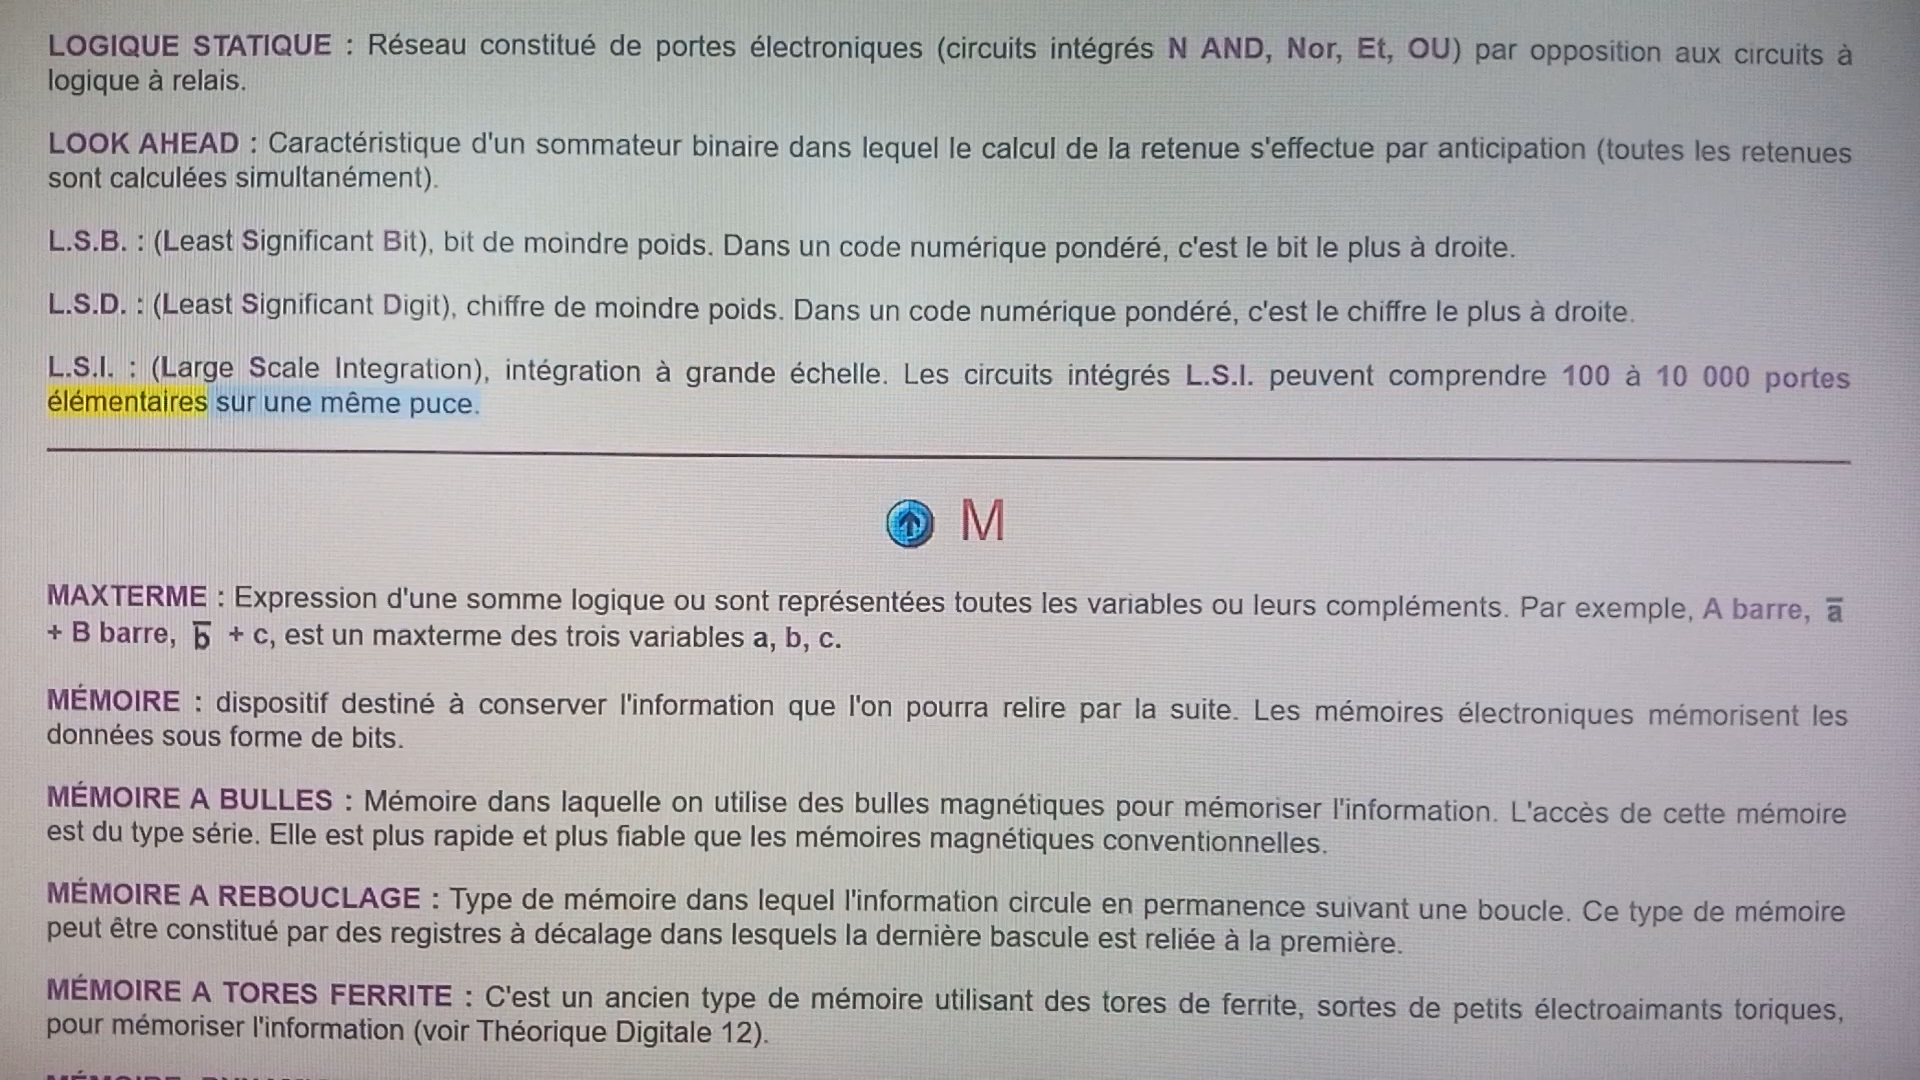 LOGIQUE STATIQUE : Réseau constitué de portes électroniques (circuits intégrés N AND, Nor, Et, OU) par opposition aux circuits à
logique à relais.
LOOK AHEAD : Caractéristique d'un sommateur binaire dans lequel le calcul de la retenue s'effectue par anticipation (toutes les retenues
sont calculées simultanément).
L.S.B. : (Least Significant Bit), bit de moindre poids. Dans un code numérique pondéré, c'est le bit le plus à droite.
L.S.D. : (Least Significant Digit), chiffre de moindre poids. Dans un code numérique pondéré, c'est le chiffre le plus à droite.
L.S.I. : (Large Scale Integration), intégration à grande échelle. Les circuits intégrés L.S.I. peuvent comprendre 100 à 10 000 portes
élémentaires sur une même puce.
M
MAXTERME : Expression d'une somme logique ou sont représentées toutes les variables ou leurs compléments. Par exemple, A barre, a̅
+ B barre, b̅ + c, est un maxterme des trois variables a, b, c.
MÉMOIRE : dispositif destiné à conserver l'information que l'on pourra relire par la suite. Les mémoires électroniques mémorisent les
données sous forme de bits.
MÉMOIRE A BULLES : Mémoire dans laquelle on utilise des bulles magnétiques pour mémoriser l'information. L'accès de cette mémoire
est du type série. Elle est plus rapide et plus fiable que les mémoires magnétiques conventionnelles.
MÉMOIRE A REBOUCLAGE : Type de mémoire dans lequel l'information circule en permanence suivant une boucle. Ce type de mémoire
peut être constitué par des registres à décalage dans lesquels la dernière bascule est reliée à la première.
MÉMOIRE A TORES FERRITE : C'est un ancien type de mémoire utilisant des tores de ferrite, sortes de petits électroaimants toriques,
pour mémoriser l'information (voir Théorique Digitale 12).